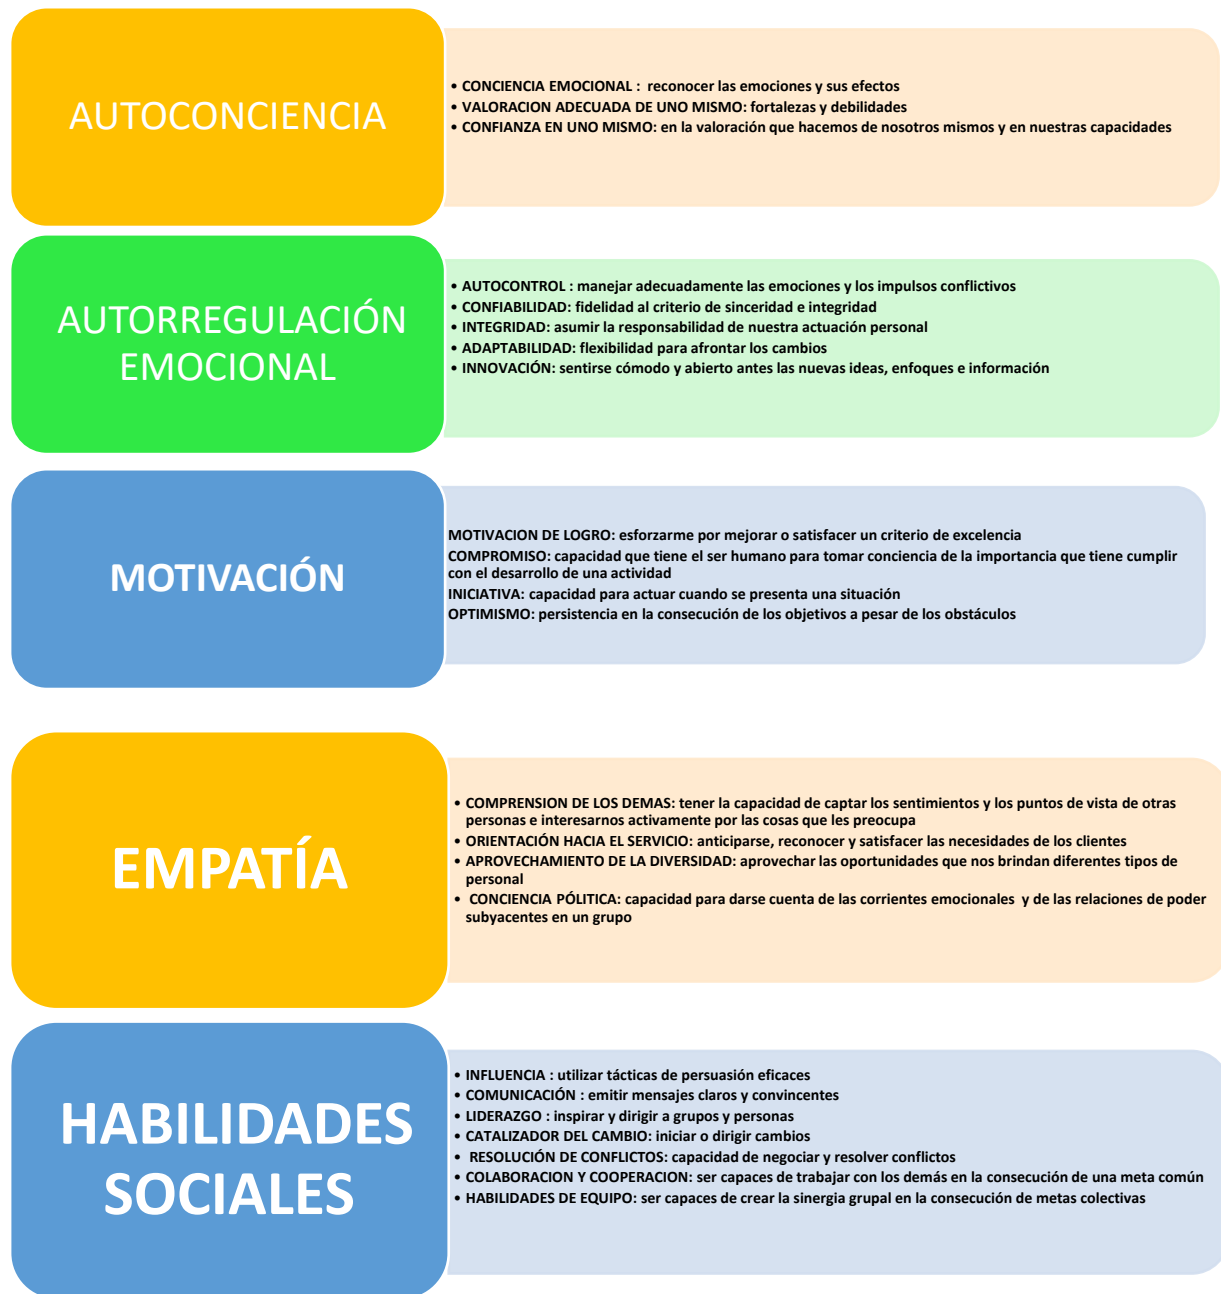 AUTOCONCIENCIA
• CONCIENCIA EMOCIONAL : reconocer las emociones y sus efectos
• VALORACION ADECUADA DE UNO MISMO: fortalezas y debilidades
• CONFIANZA EN UNO MISMO: en la valoración que hacemos de nosotros mismos y en nuestras capacidades
AUTORREGULACIÓN
EMOCIONAL
• AUTOCONTROL : manejar adecuadamente las emociones y los impulsos conflictivos
• CONFIABILIDAD: fidelidad al criterio de sinceridad e integridad
• INTEGRIDAD: asumir la responsabilidad de nuestra actuación personal
• ADAPTABILIDAD: flexibilidad para afrontar los cambios
• INNOVACIÓN: sentirse cómodo y abierto antes las nuevas ideas, enfoques e información
MOTIVACIÓN
MOTIVACION DE LOGRO: esforzarme por mejorar o satisfacer un criterio de excelencia
COMPROMISO: capacidad que tiene el ser humano para tomar conciencia de la importancia que tiene cumplir
con el desarrollo de una actividad
INICIATIVA: capacidad para actuar cuando se presenta una situación
OPTIMISMO: persistencia en la consecución de los objetivos a pesar de los obstáculos
EMPATÍA
• COMPRENSION DE LOS DEMAS: tener la capacidad de captar los sentimientos y los puntos de vista de otras
personas e interesarnos activamente por las cosas que les preocupa
• ORIENTACIÓN HACIA EL SERVICIO: anticiparse, reconocer y satisfacer las necesidades de los clientes
• APROVECHAMIENTO DE LA DIVERSIDAD: aprovechar las oportunidades que nos brindan diferentes tipos de
personal
• CONCIENCIA PÓLITICA: capacidad para darse cuenta de las corrientes emocionales y de las relaciones de poder
subyacentes en un grupo
HABILIDADES
SOCIALES
• INFLUENCIA : utilizar tácticas de persuasión eficaces
• COMUNICACIÓN : emitir mensajes claros y convincentes
• LIDERAZGO : inspirar y dirigir a grupos y personas
• CATALIZADOR DEL CAMBIO: iniciar o dirigir cambios
• RESOLUCIÓN DE CONFLICTOS: capacidad de negociar y resolver conflictos
• COLABORACION Y COOPERACION: ser capaces de trabajar con los demás en la consecución de una meta común
• HABILIDADES DE EQUIPO: ser capaces de crear la sinergia grupal en la consecución de metas colectivas